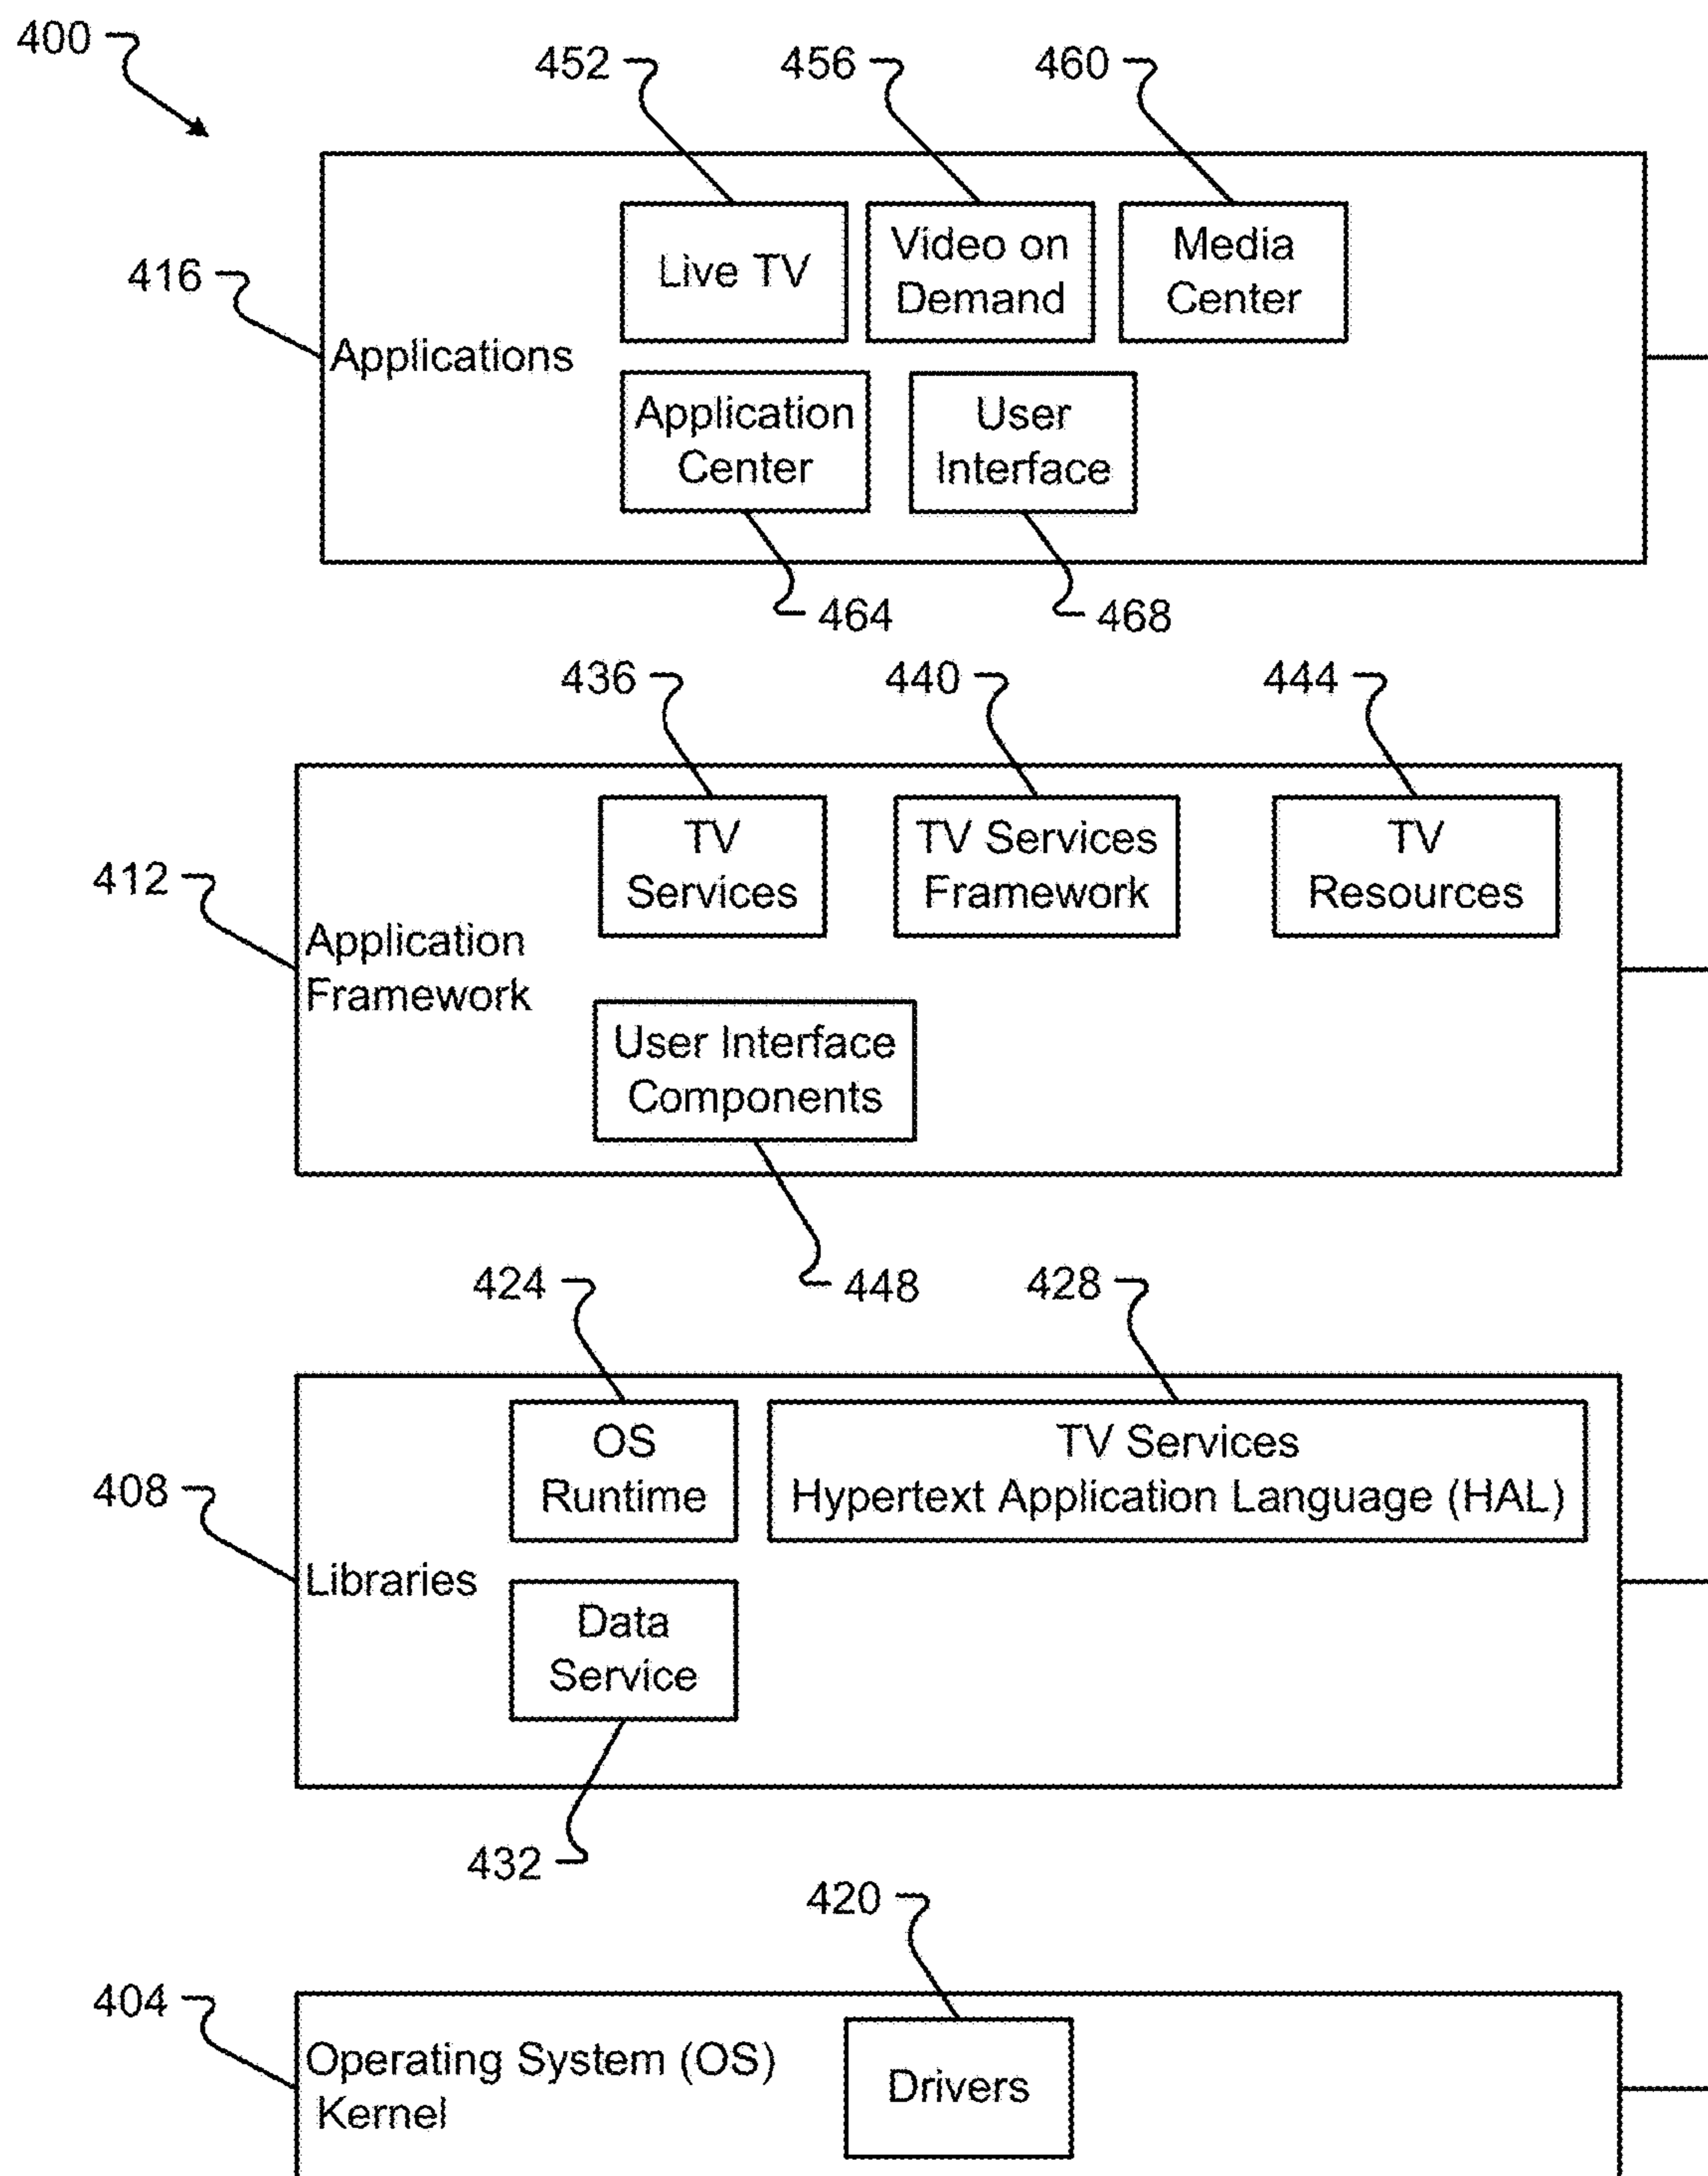 400
452
456
460
416
Applications
Live TV
Video on
Demand
Media
Center
Application
Center
User
Interface
464
468
436
440
444
412
Application
Framework
TV
Services
TV Services
Framework
TV
Resources
User Interface
Components
448
424
428
408
Libraries
OS
Runtime
TV Services
Hypertext Application Language (HAL)
Data
Service
432
420
404
Operating System (OS)
Kernel
Drivers